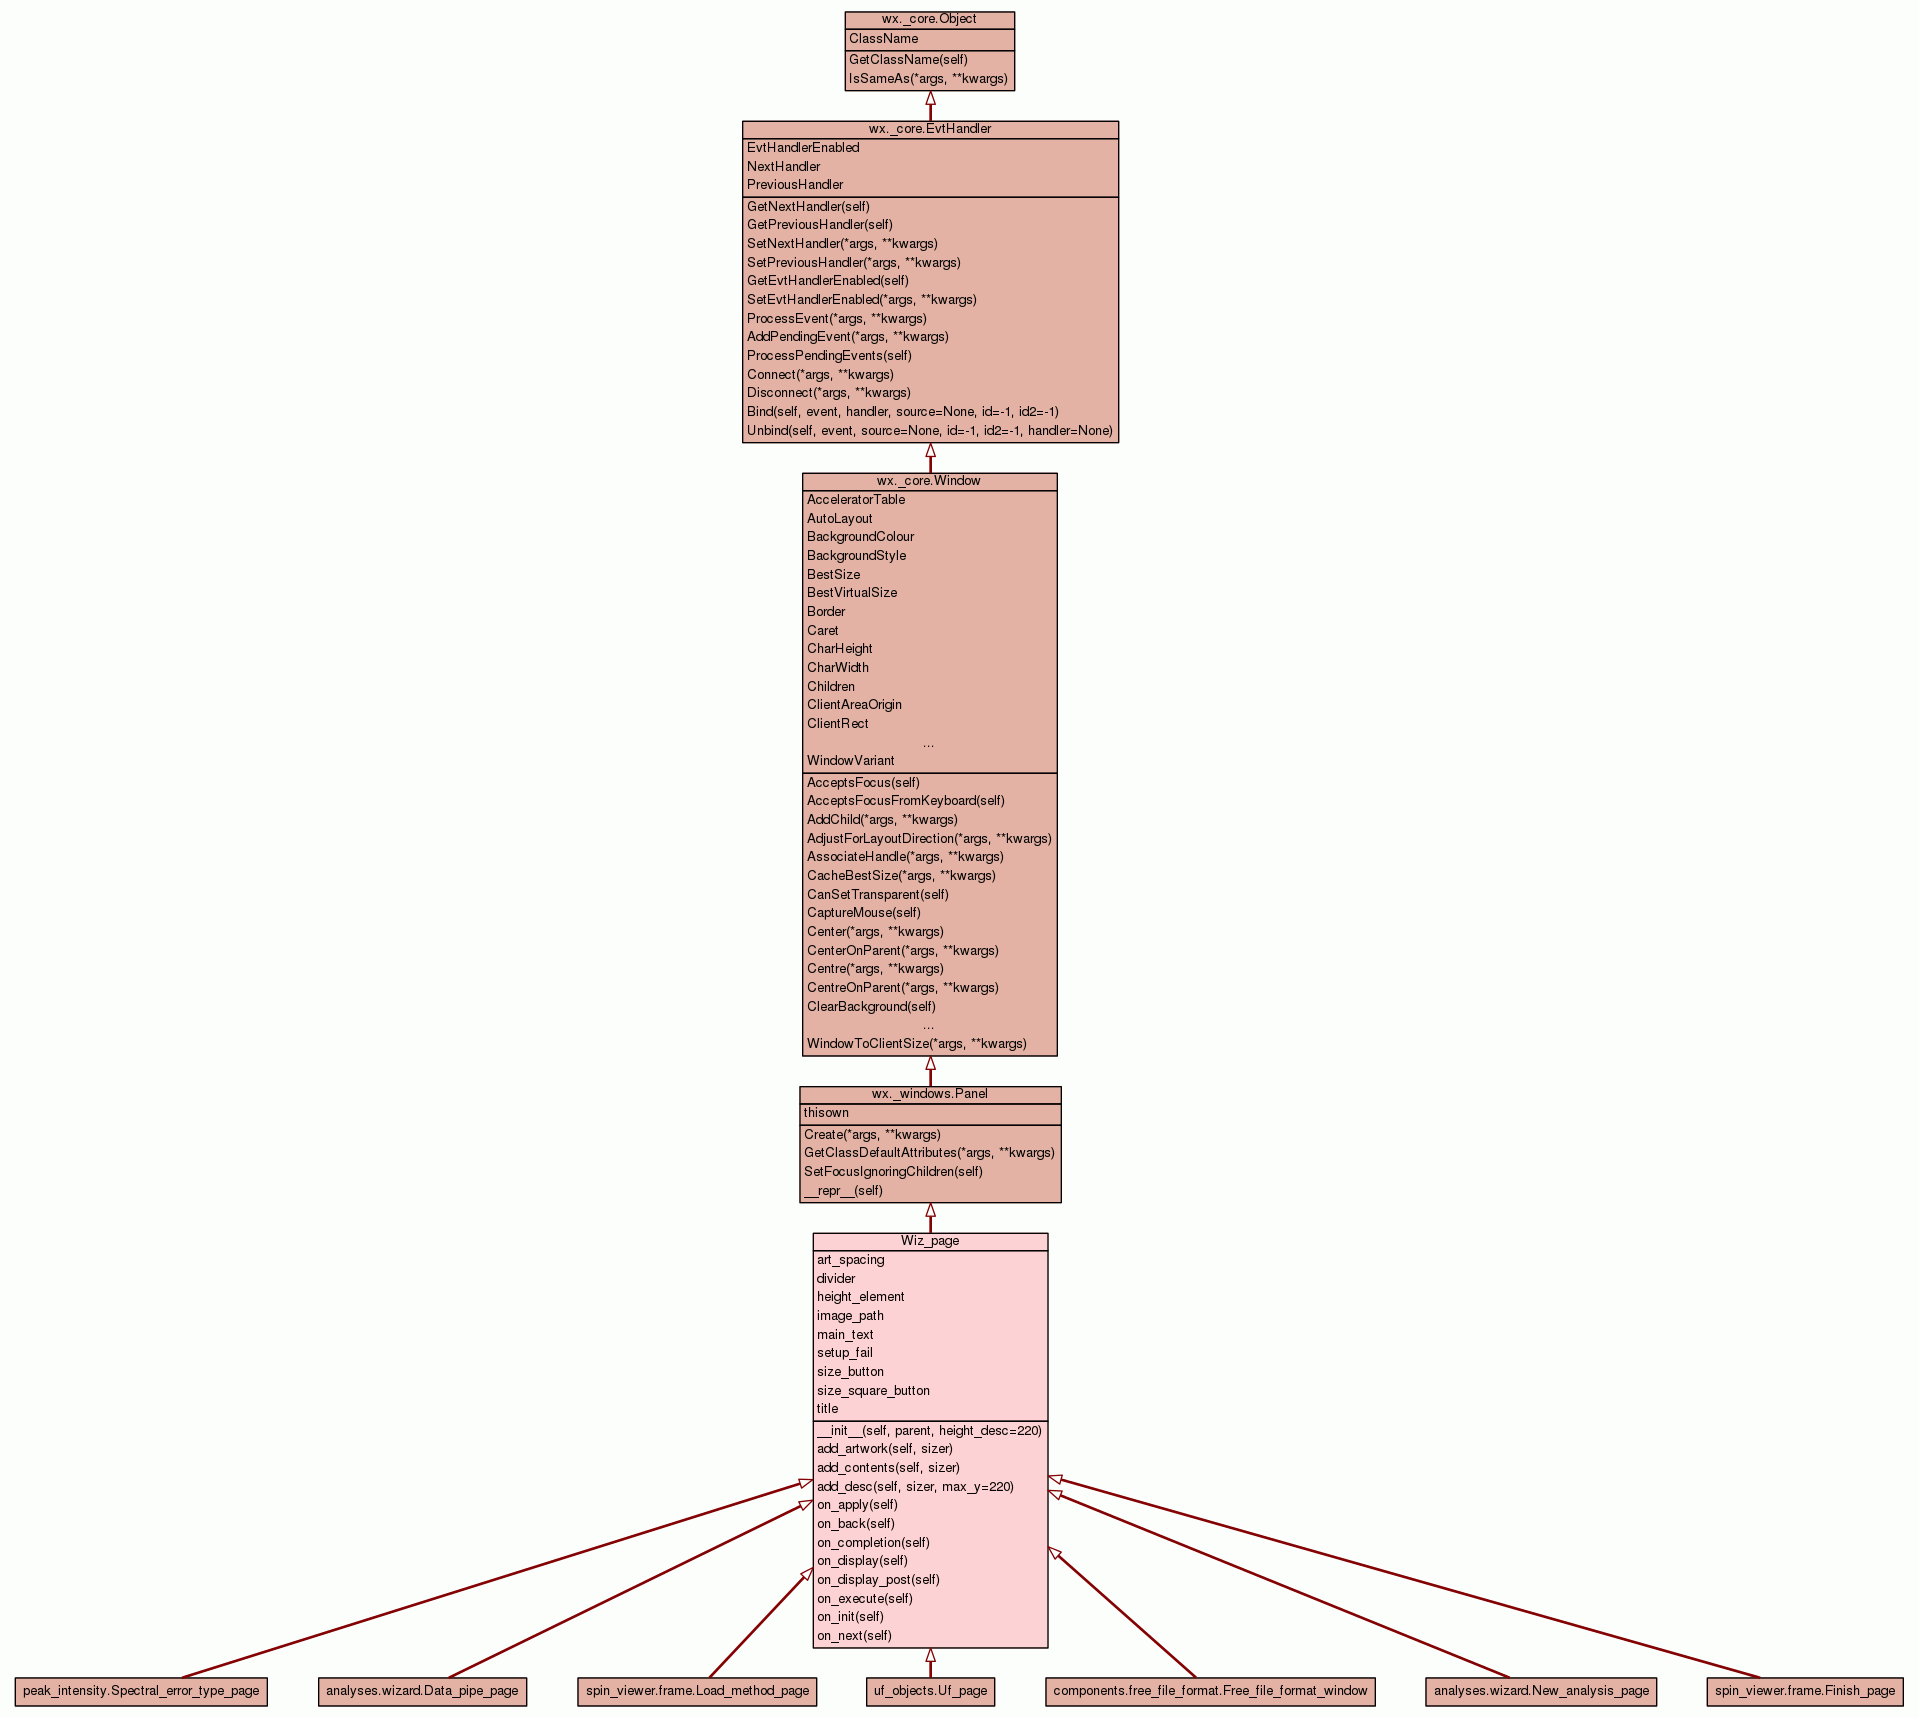 wx._core.Object
ClassName
GetClassName(self)
IsSameAs(*args, **kwargs)
wx._core.EvtHandler
EvtHandlerEnabled
NextHandler
PreviousHandler
GetNextHandler(self)
GetPreviousHandler(self)
SetNextHandler(*args, **kwargs)
SetPreviousHandler(*args, **kwargs)
GetEvtHandlerEnabled(self)
SetEvtHandlerEnabled(*args, **kwargs)
ProcessEvent(*args, **kwargs)
AddPendingEvent(*args, **kwargs)
ProcessPendingEvents(self)
Connect(*args, **kwargs)
Disconnect(*args, **kwargs)
Bind(self, event, handler, source=None, id=-1, id2=-1)
Unbind(self, event, source=None, id=-1, id2=-1, handler=None)
wx._core.Window
AcceleratorTable
AutoLayout
BackgroundColour
BackgroundStyle
BestSize
BestVirtualSize
Border
Caret
CharHeight
CharWidth
Children
ClientAreaOrigin
ClientRect
...
WindowVariant
AcceptsFocus(self)
AcceptsFocusFromKeyboard(self)
AddChild(*args, **kwargs)
AdjustForLayoutDirection(*args, **kwargs)
AssociateHandle(*args, **kwargs)
CacheBestSize(*args, **kwargs)
CanSetTransparent(self)
CaptureMouse(self)
Center(*args, **kwargs)
CenterOnParent(*args, **kwargs)
Centre(*args, **kwargs)
CentreOnParent(*args, **kwargs)
ClearBackground(self)
...
WindowToClientSize(*args, **kwargs)
wx._windows.Panel
thisown
Create(*args, **kwargs)
GetClassDefaultAttributes(*args, **kwargs)
SetFocusIgnoringChildren(self)
__repr__(self)
Wiz_page
art_spacing
divider
height_element
image_path
main_text
setup_fail
size_button
size_square_button
title
__init__(self, parent, height_desc=220)
add_artwork(self, sizer)
add_contents(self, sizer)
add_desc(self, sizer, max_y=220)
on_apply(self)
on_back(self)
on_completion(self)
on_display(self)
on_display_post(self)
on_execute(self)
on_init(self)
on_next(self)
peak_intensity.Spectral_error_type_page
analyses.wizard.Data_pipe_page
spin_viewer.frame.Load_method_page
uf_objects.Uf_page
components.free_file_format.Free_file_format_window
analyses.wizard.New_analysis_page
spin_viewer.frame.Finish_page